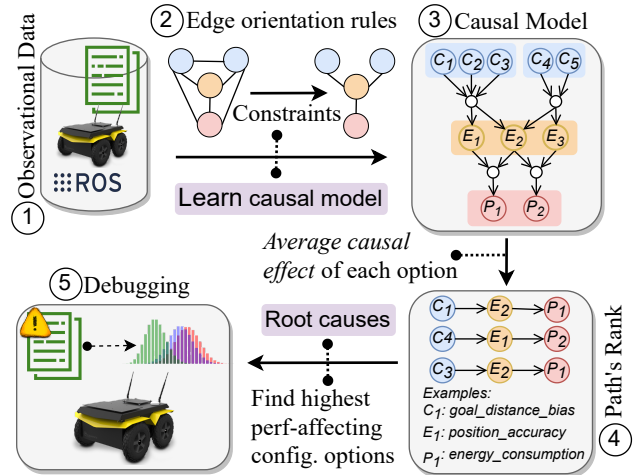 1 Observational Data
ROS
2 Edge orientation rules
Constraints
Learn causal model
3 Causal Model
C1 C2 C3 C4 C5
E1 E2 E3
P1 P2
Average causal
effect of each option
4 Path's Rank
C1 E2 P1
C4 E1 P2
C3 E2 P1
Examples:
C1: goal_distance_bias
E1: position_accuracy
P1: energy_consumption
Root causes
Find highest
perf-affecting
config. options
5 Debugging